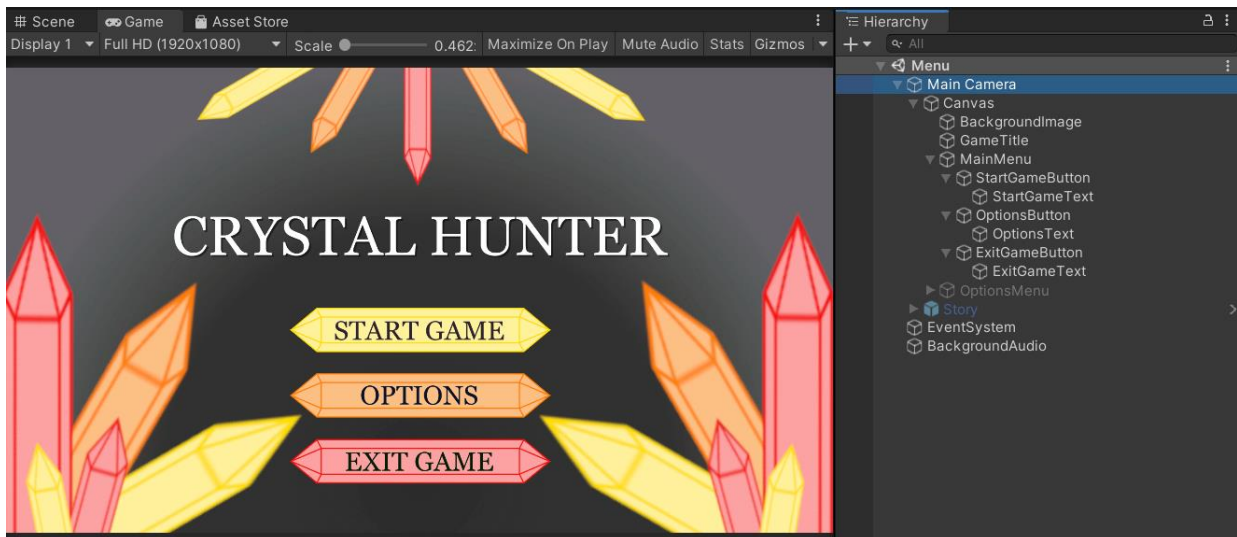 Scene Game Asset Store
Display 1 Full HD (1920x1080) Scale 0.462: Maximize On Play Mute Audio Stats Gizmos
CRYSTAL HUNTER
START GAME
OPTIONS
EXIT GAME
Hierarchy
All
Menu
Main Camera
Canvas
BackgroundImage
GameTitle
MainMenu
StartGameButton
StartGameText
OptionsButton
OptionsText
ExitGameButton
ExitGameText
OptionsMenu
Story
EventSystem
BackgroundAudio